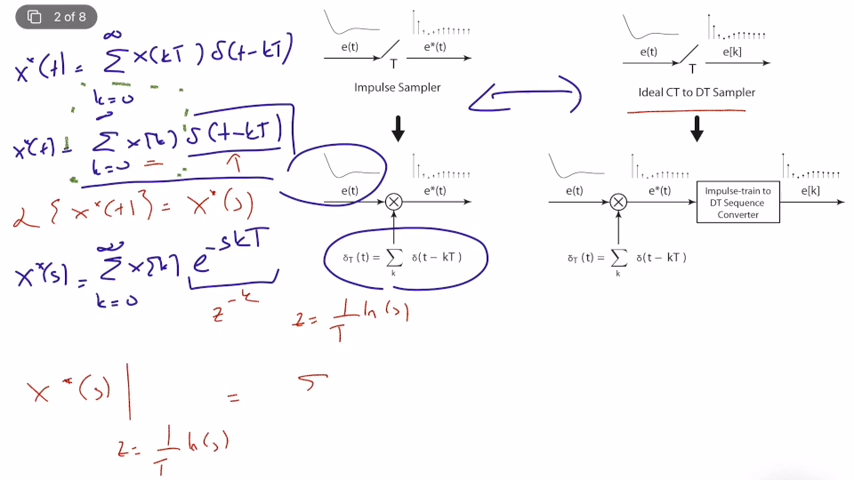 2 of 8
x*(t) = ∞ Σ k=0 x(kT) δ(t-kT)
x*(t) = ∞ Σ k=0 x[k] δ(t-kT)
ℒ{x*(t)} = X*(s)
X*(s) = ∞ Σ k=0 x[k] e^-skT
z^-k
z = 1/T ln(s)
X*(s) | z = 1/T ln(s) =
e(t) e*(t)
T
Impulse Sampler
e(t) e*(t)
δT (t) = Σ k δ(t − kT)
e(t) e[k]
T
Ideal CT to DT Sampler
e(t) e*(t)
Impulse-train to
DT Sequence
Converter
e[k]
δT (t) = Σ k δ(t − kT)